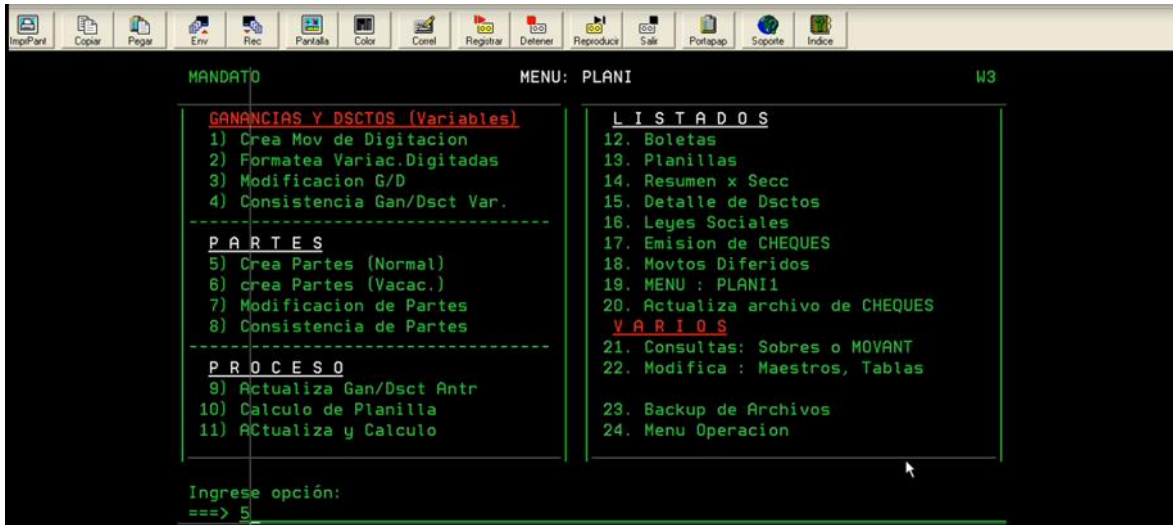 ImprPant Copiar Pegar Env Rec Pantalla Color Correl Registrar Detener Reproducir Salir Portapap Soporte Indice
MANDATO MENU: PLANI W3
GANANCIAS Y DSCTOS (Variables)
1) Crea Mov de Digitacion
2) Formatea Variac.Digitadas
3) Modificacion G/D
4) Consistencia Gan/Dsct Var.
-----------------------------------
P A R T E S
5) Crea Partes (Normal)
6) crea Partes (Vacac.)
7) Modificacion de Partes
8) Consistencia de Partes
-----------------------------------
P R O C E S O
9) Actualiza Gan/Dsct Antr
10) Calculo de Planilla
11) ACtualiza y Calculo
L I S T A D O S
12. Boletas
13. Planillas
14. Resumen x Secc
15. Detalle de Dsctos
16. Leyes Sociales
17. Emision de CHEQUES
18. Movtos Diferidos
19. MENU : PLANI1
20. Actualiza archivo de CHEQUES
V A R I O S
21. Consultas: Sobres o MOVANT
22. Modifica : Maestros, Tablas
23. Backup de Archivos
24. Menu Operacion
Ingrese opción:
===> 5